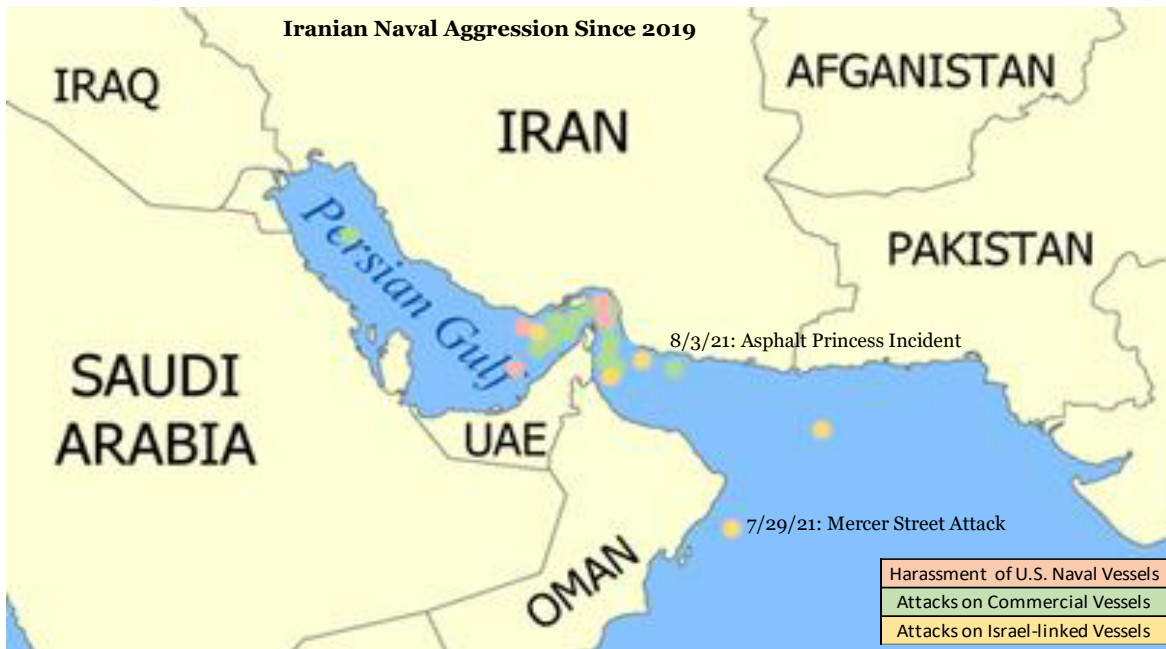 Iranian Naval Aggression Since 2019
IRAQ
AFGANISTAN
IRAN
Persian Gulf
PAKISTAN
8/3/21: Asphalt Princess Incident
SAUDI
ARABIA
UAE
7/29/21: Mercer Street Attack
OMAN
Harassment of U.S. Naval Vessels
Attacks on Commercial Vessels
Attacks on Israel-linked Vessels